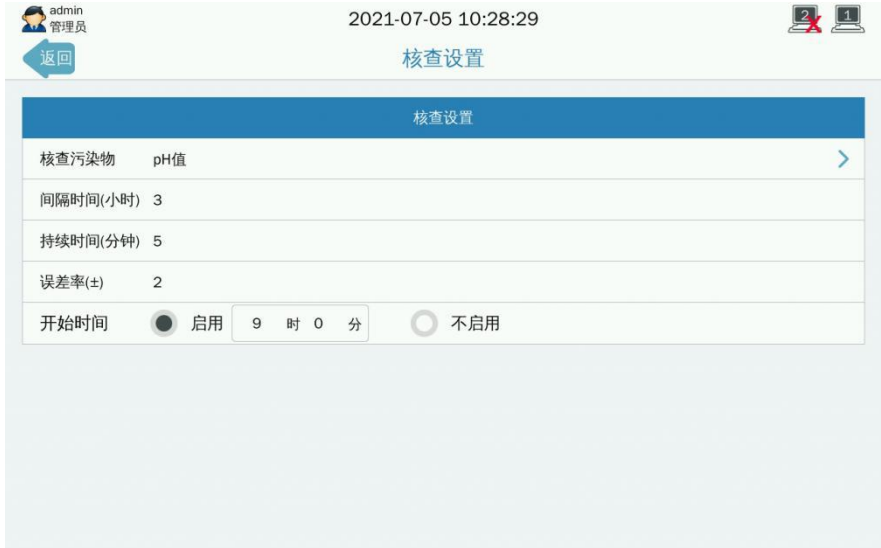 admin
管理员
2021-07-05 10:28:29
2
1
返回
核查设置
核查设置
核查污染物 pH值
间隔时间(小时) 3
持续时间(分钟) 5
误差率(±) 2
开始时间 启用 9 时 0 分 不启用